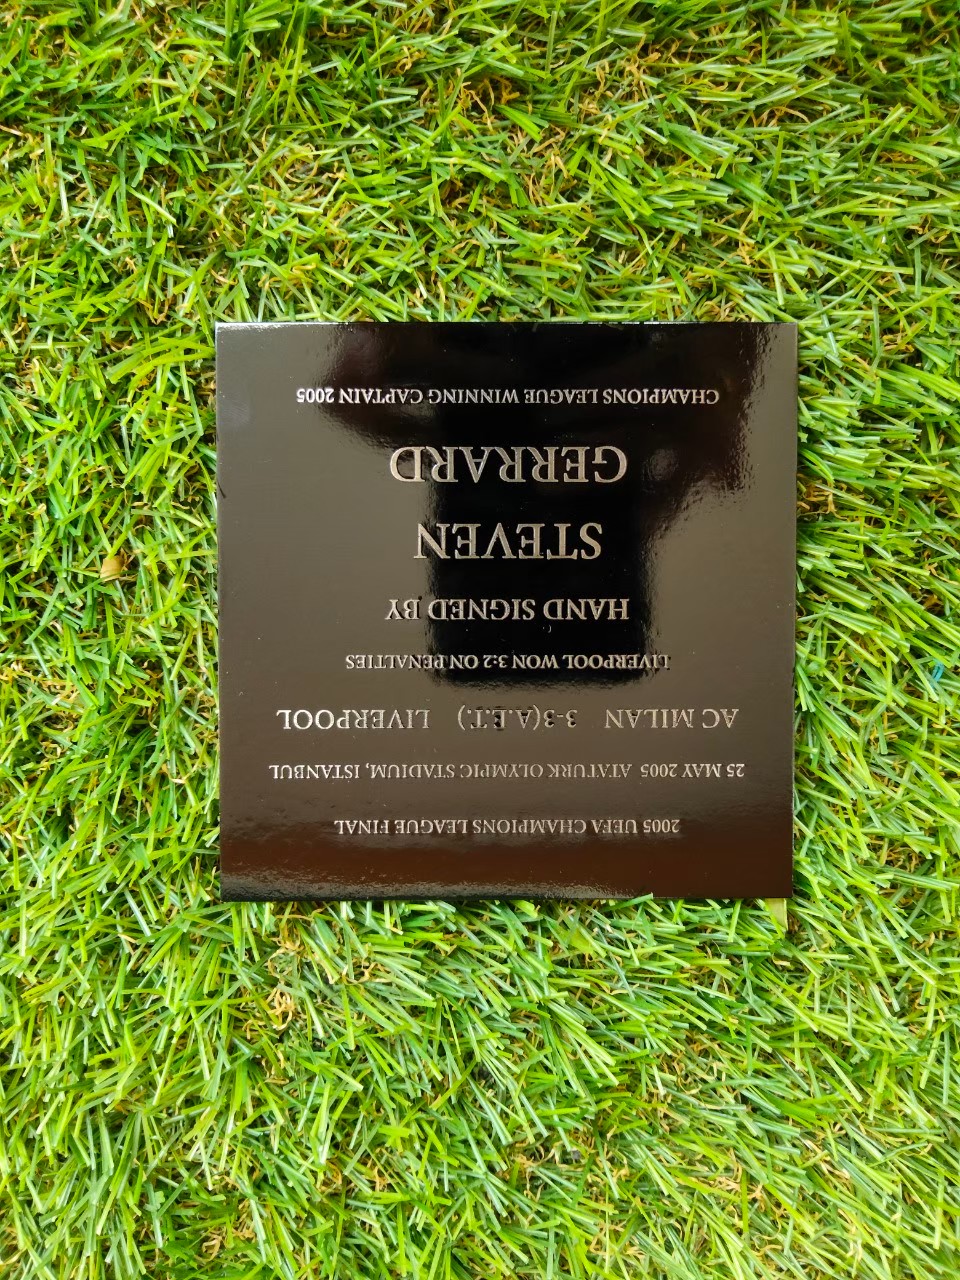 2005 UEFA CHAMPIONS LEAGUE FINAL
25 MAY 2005 ATATURK OLYMPIC STADIUM, ISTANBUL
AC MILAN 3-3(A.E.T.) LIVERPOOL
LIVERPOOL WON 3:2 ON PENALTIES
HAND SIGNED BY
STEVEN
GERRARD
CHAMPIONS LEAGUE WINNING CAPTAIN 2005